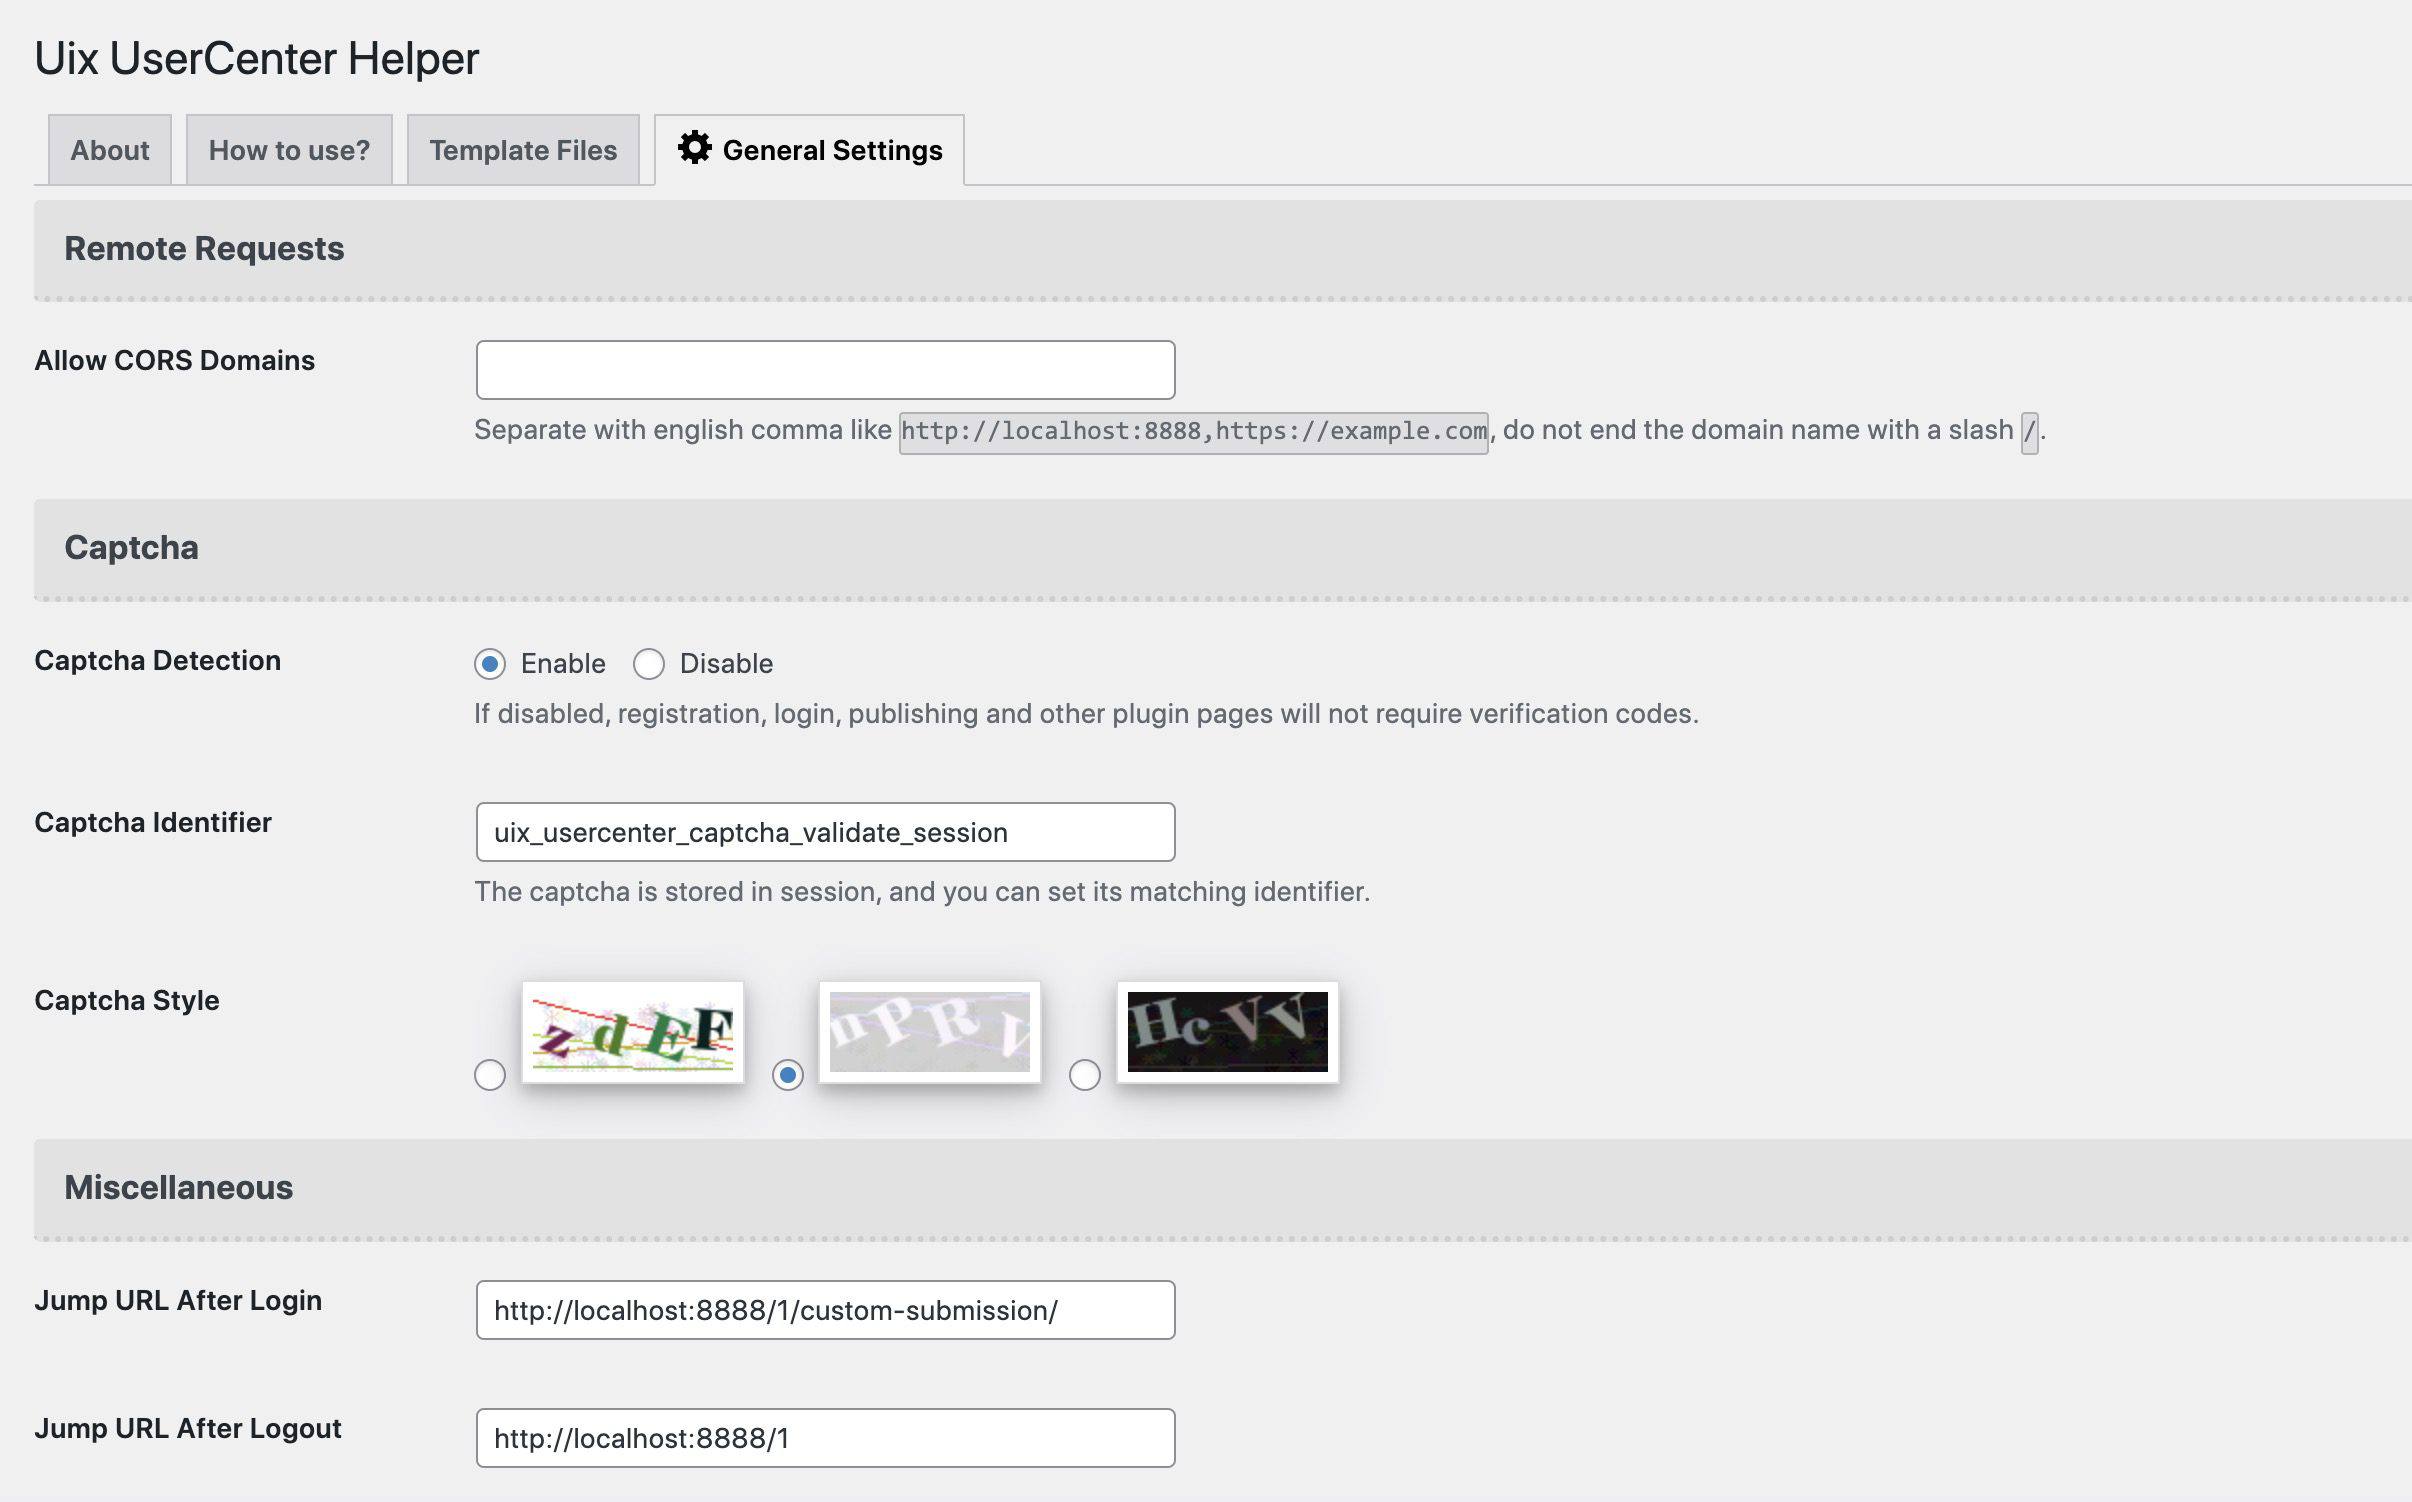 Uix UserCenter Helper
About How to use? Template Files General Settings
Remote Requests
Allow CORS Domains
Separate with english comma like http://localhost:8888,https://example.com, do not end the domain name with a slash /.
Captcha
Captcha Detection Enable Disable
If disabled, registration, login, publishing and other plugin pages will not require verification codes.
Captcha Identifier uix_usercenter_captcha_validate_session
The captcha is stored in session, and you can set its matching identifier.
Captcha Style z d E F n P R V H c V V
Miscellaneous
Jump URL After Login http://localhost:8888/1/custom-submission/
Jump URL After Logout http://localhost:8888/1